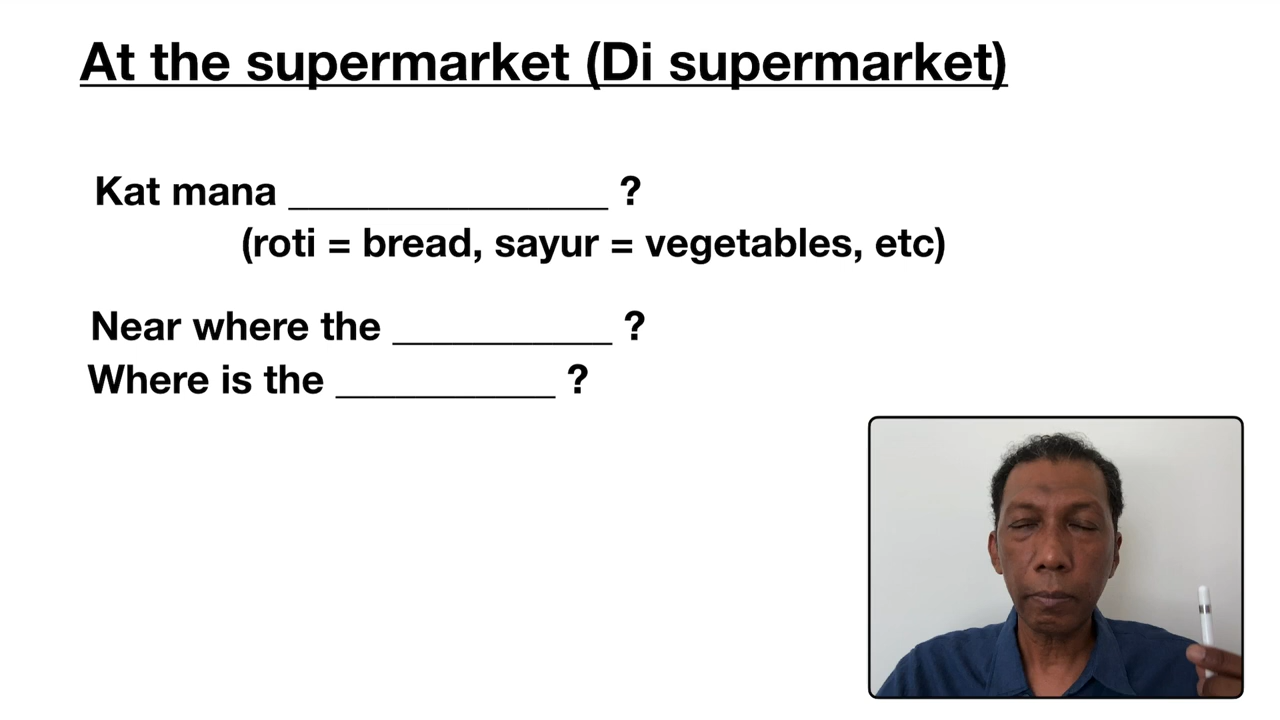 At the supermarket (Di supermarket)
Kat mana ________________ ?
(roti = bread, sayur = vegetables, etc)
Near where the ___________ ?
Where is the ___________ ?